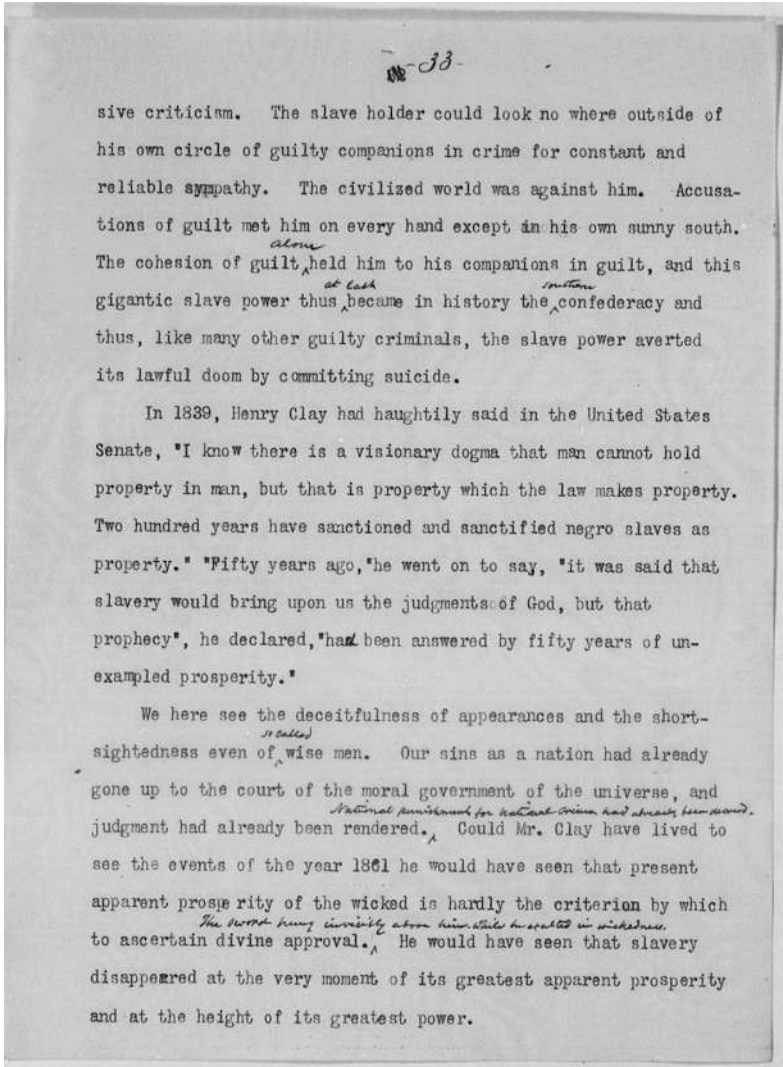 -33-
sive criticism. The slave holder could look no where outside of
his own circle of guilty companions in crime for constant and
reliable sympathy. The civilized world was against him. Accusa-
tions of guilt met him on every hand except in his own sunny south.
alone
The cohesion of guilt ^ held him to his companions in guilt, and this
at last southern
gigantic slave power thus ^ became in history the ^ confederacy and
thus, like many other guilty criminals, the slave power averted
its lawful doom by committing suicide.
In 1839, Henry Clay had haughtily said in the United States
Senate, "I know there is a visionary dogma that man cannot hold
property in man, but that is property which the law makes property.
Two hundred years have sanctioned and sanctified negro slaves as
property." "Fifty years ago,"he went on to say, "it was said that
slavery would bring upon us the judgments of God, but that
prophecy", he declared,"had been answered by fifty years of un-
exampled prosperity."
We here see the deceitfulness of appearances and the short-
so called
sightedness even of ^ wise men. Our sins as a nation had already
gone up to the court of the moral government of the universe, and
National punishment for national crimes had already been decreed.
judgment had already been rendered. ^ Could Mr. Clay have lived to
see the events of the year 1861 he would have seen that present
apparent prospe rity of the wicked is hardly the criterion by which
The sword hung invisibly above him while he exulted in wickedness.
to ascertain divine approval. ^ He would have seen that slavery
disappeared at the very moment of its greatest apparent prosperity
and at the height of its greatest power.